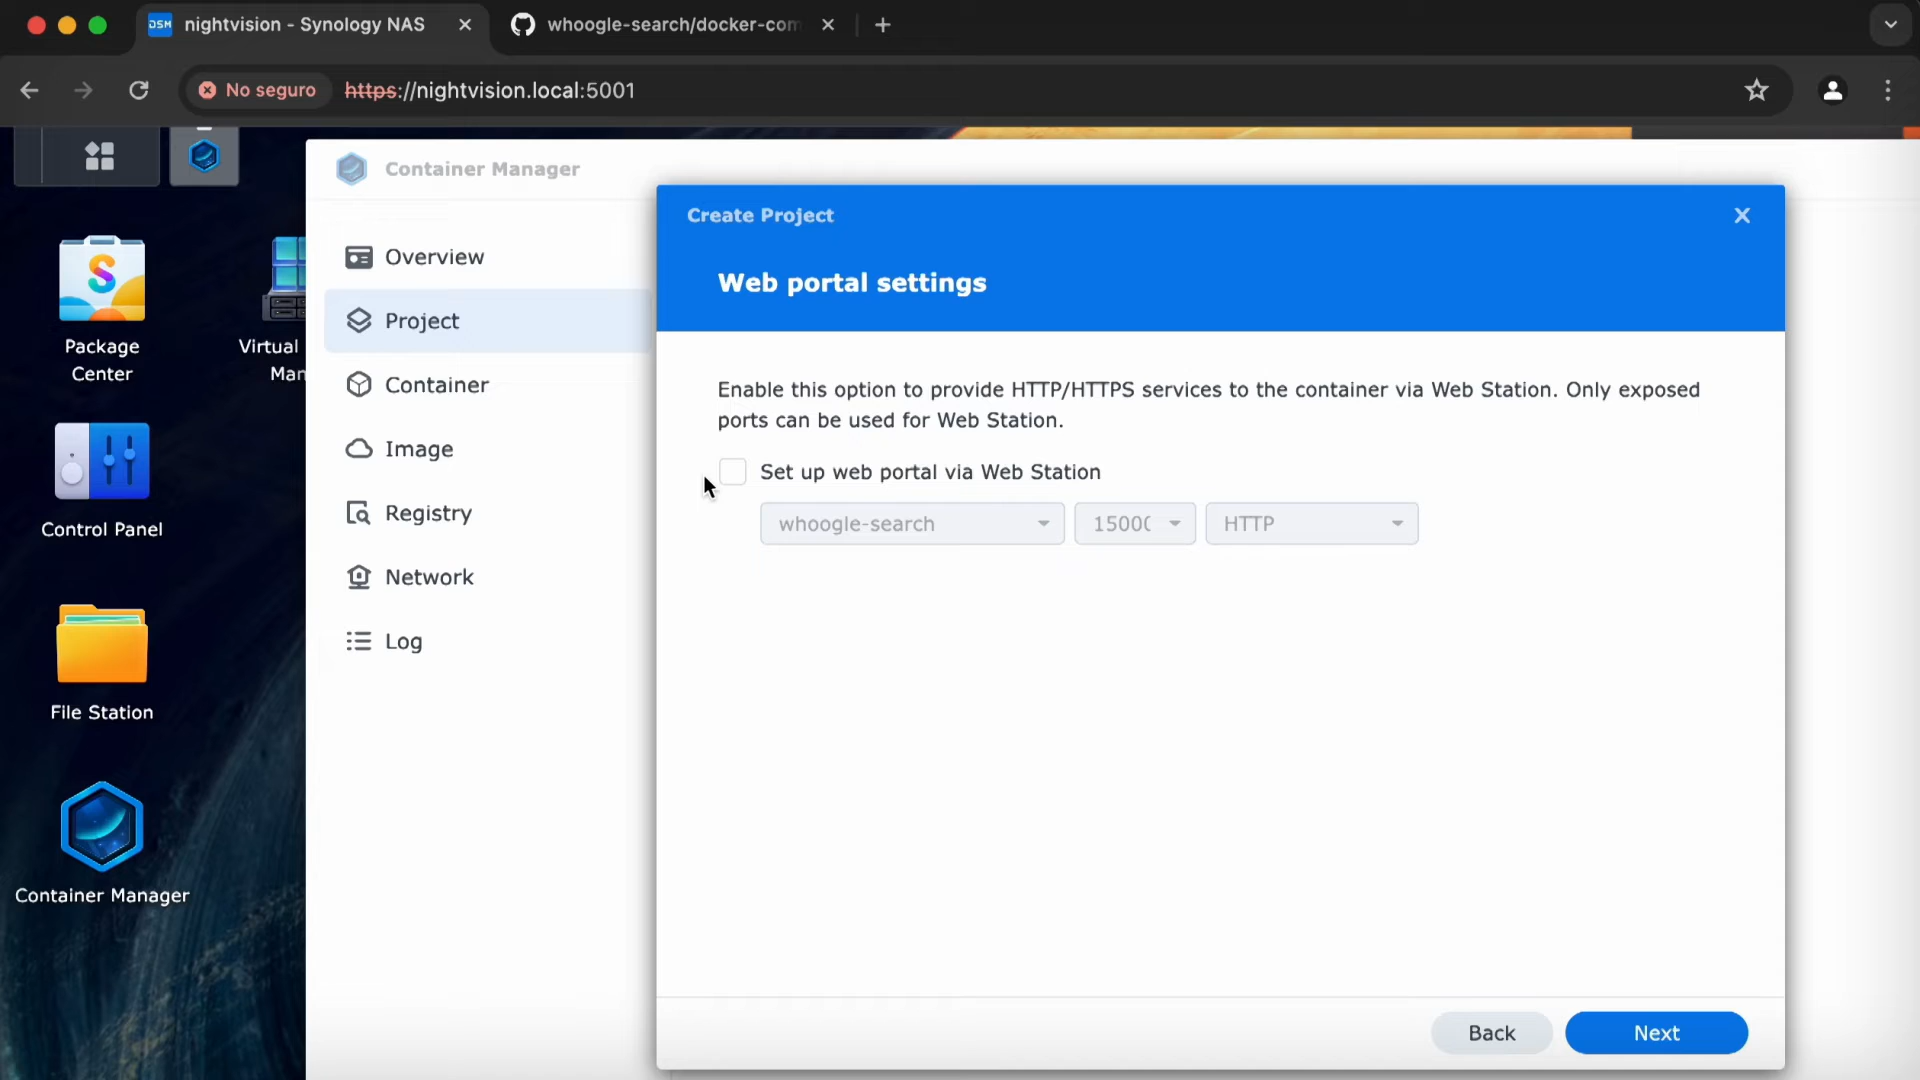 DSM nightvision - Synology NAS
whoogle-search/docker-com
No seguro https://nightvision.local:5001
Container Manager
Package
Center
Virtual
Man
Control Panel
File Station
Container Manager
Overview
Project
Container
Image
Registry
Network
Log
Create Project
Web portal settings
Enable this option to provide HTTP/HTTPS services to the container via Web Station. Only exposed
ports can be used for Web Station.
Set up web portal via Web Station
whoogle-search 1500 HTTP
Back Next